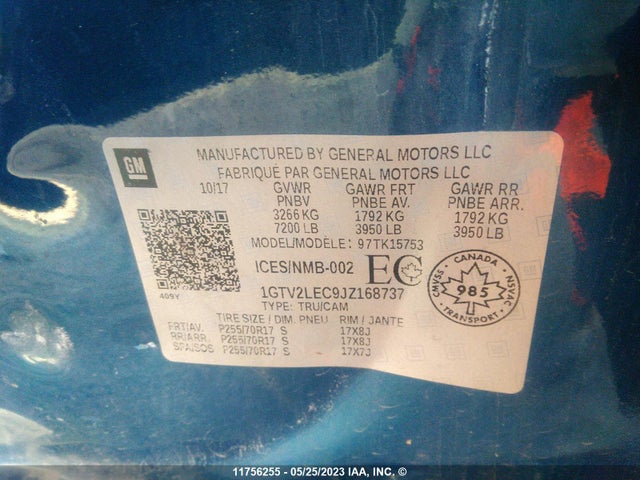 GM
MANUFACTURED BY GENERAL MOTORS LLC
FABRIQUÉ PAR GENERAL MOTORS LLC
10/17 GVWR GAWR FRT GAWR RR
PNBV PNBE AV. PNBE ARR.
3266 KG 1792 KG 1792 KG
7200 LB 3950 LB 3950 LB
MODEL/MODÈLE: 97TK15753
ICES/NMB-002 EC
CANADA
CMVSS 985 NSVAC
TRANSPORT
409Y 1GTV2LEC9JZ168737
TYPE: TRU/CAM
TIRE SIZE / DIM. PNEU RIM / JANTE
FRT/AV. P255/70R17 S 17X8J
RR/ARR. P255/70R17 S 17X8J
SPA/SOS P255/70R17 S 17X7J
11756255 - 05/25/2023 IAA, INC. ©